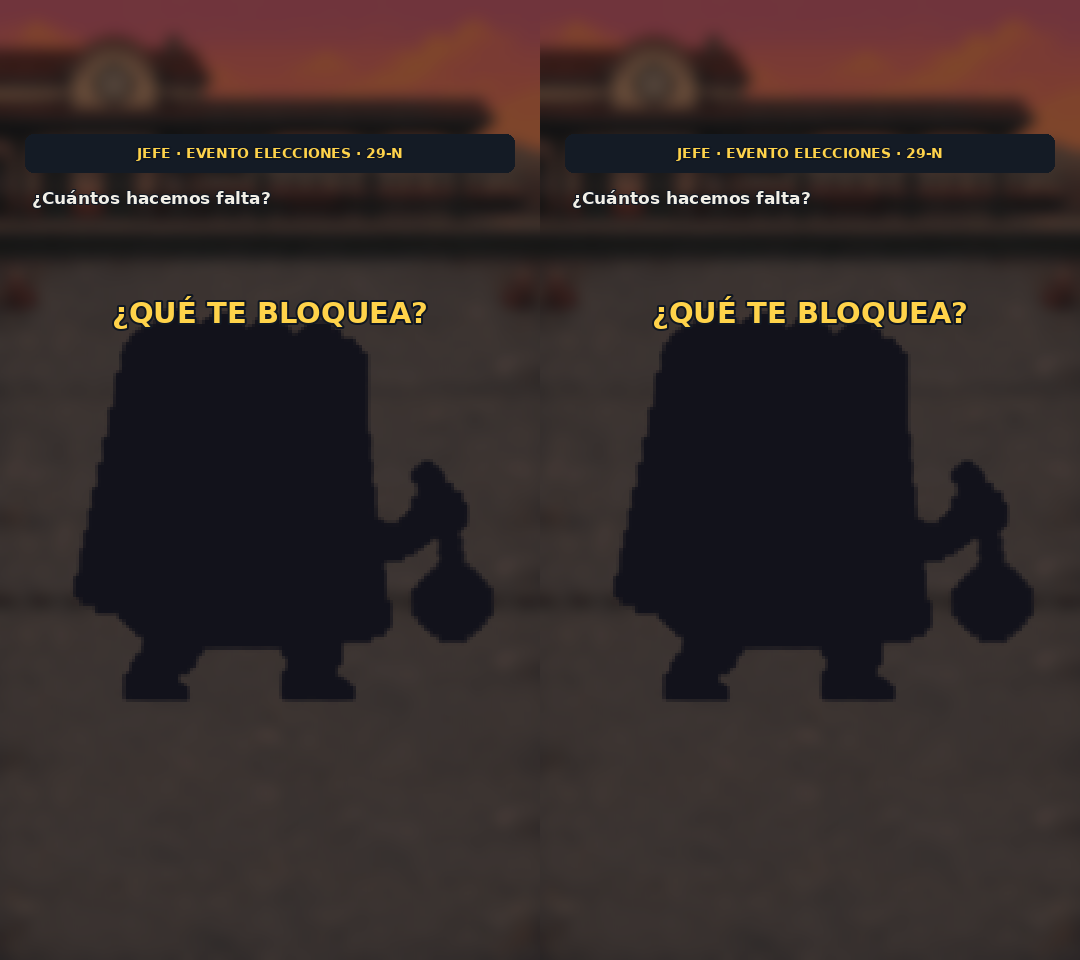 JEFE · EVENTO ELECCIONES · 29-N
¿Cuántos hacemos falta?
¿QUÉ TE BLOQUEA?
JEFE · EVENTO ELECCIONES · 29-N
¿Cuántos hacemos falta?
¿QUÉ TE BLOQUEA?